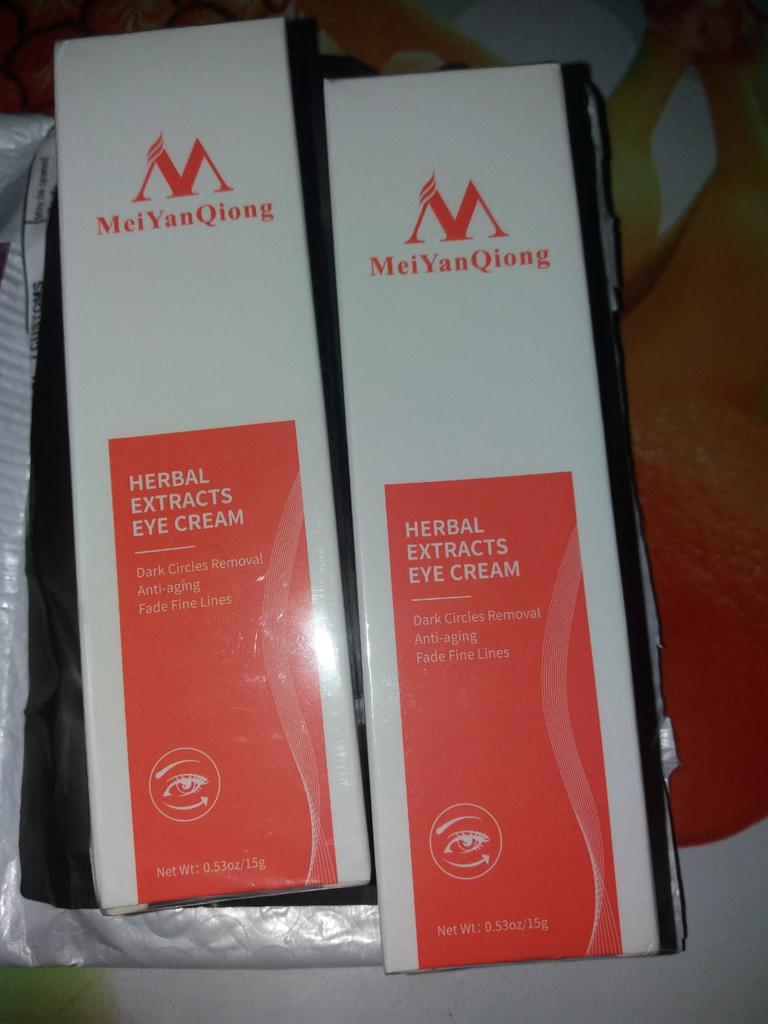 MeiYanQiong
HERBAL
EXTRACTS
EYE CREAM
Dark Circles Removal
Anti-aging
Fade Fine Lines
Net Wt: 0.53oz/15g
MeiYanQiong
HERBAL
EXTRACTS
EYE CREAM
Dark Circles Removal
Anti-aging
Fade Fine Lines
Net Wt: 0.53oz/15g
CUSTOMS